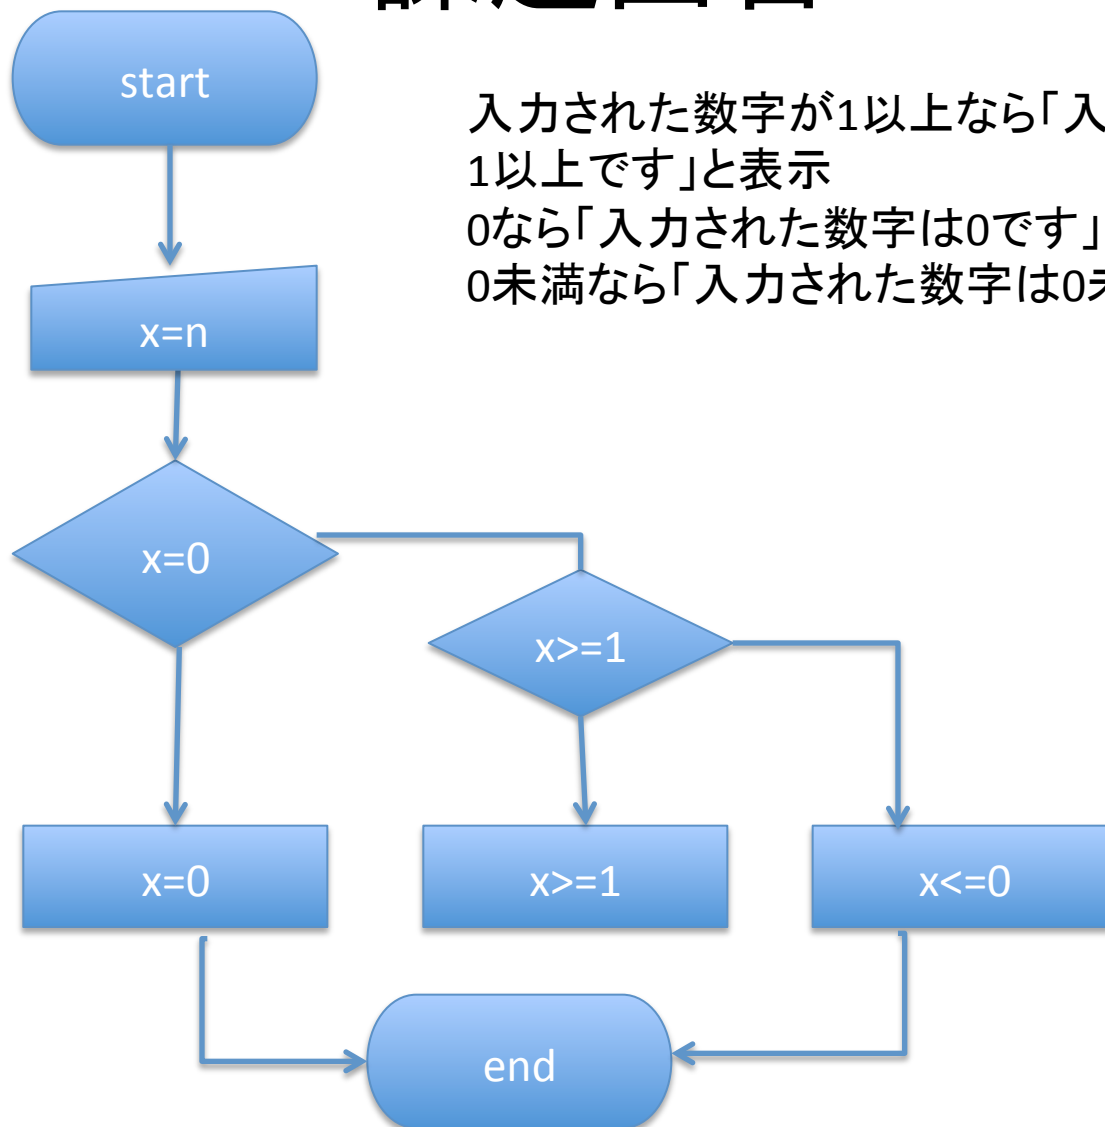 start
入力された数字が1以上なら「入
1以上です」と表示
0なら「入力された数字は0です」
0未満なら「入力された数字は0未
x=n
x=0
x>=1
x=0
x>=1
x<=0
end